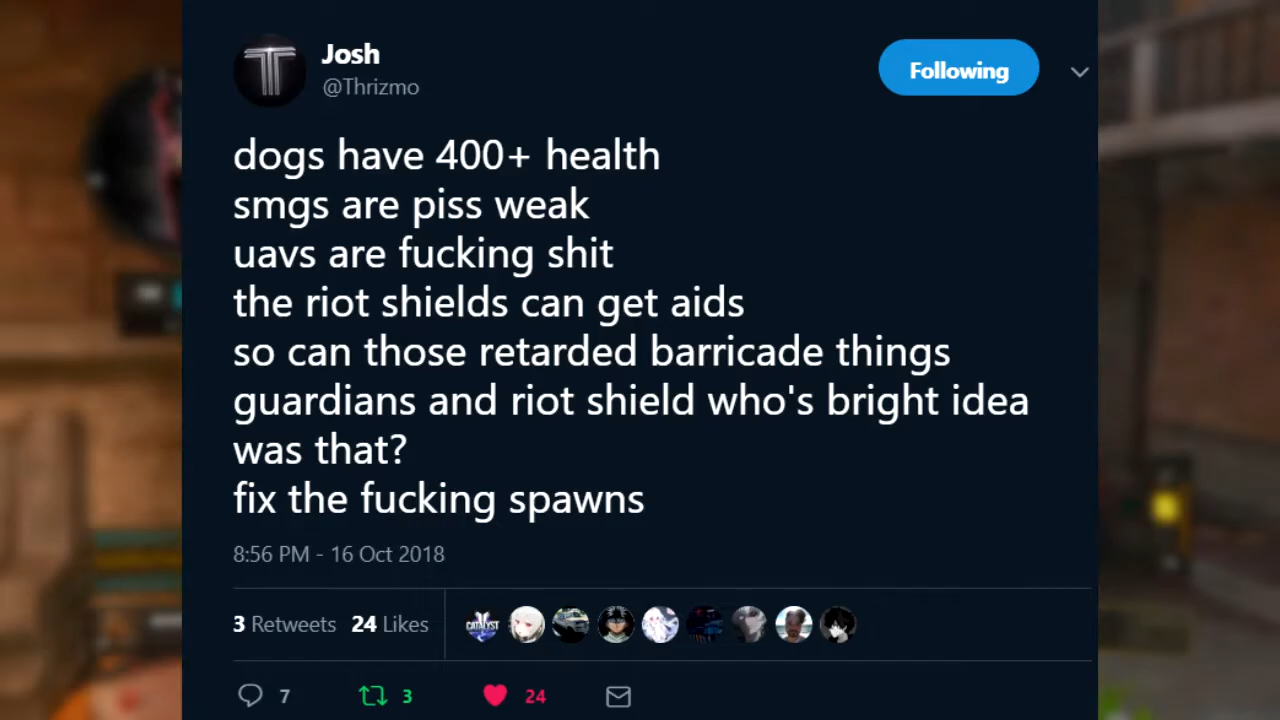 Josh
@Thrizmo
Following
dogs have 400+ health
smgs are piss weak
uavs are fucking shit
the riot shields can get aids
so can those retarded barricade things
guardians and riot shield who's bright idea
was that?
fix the fucking spawns
8:56 PM - 16 Oct 2018
3 Retweets 24 Likes
CATALYST
7 3 24